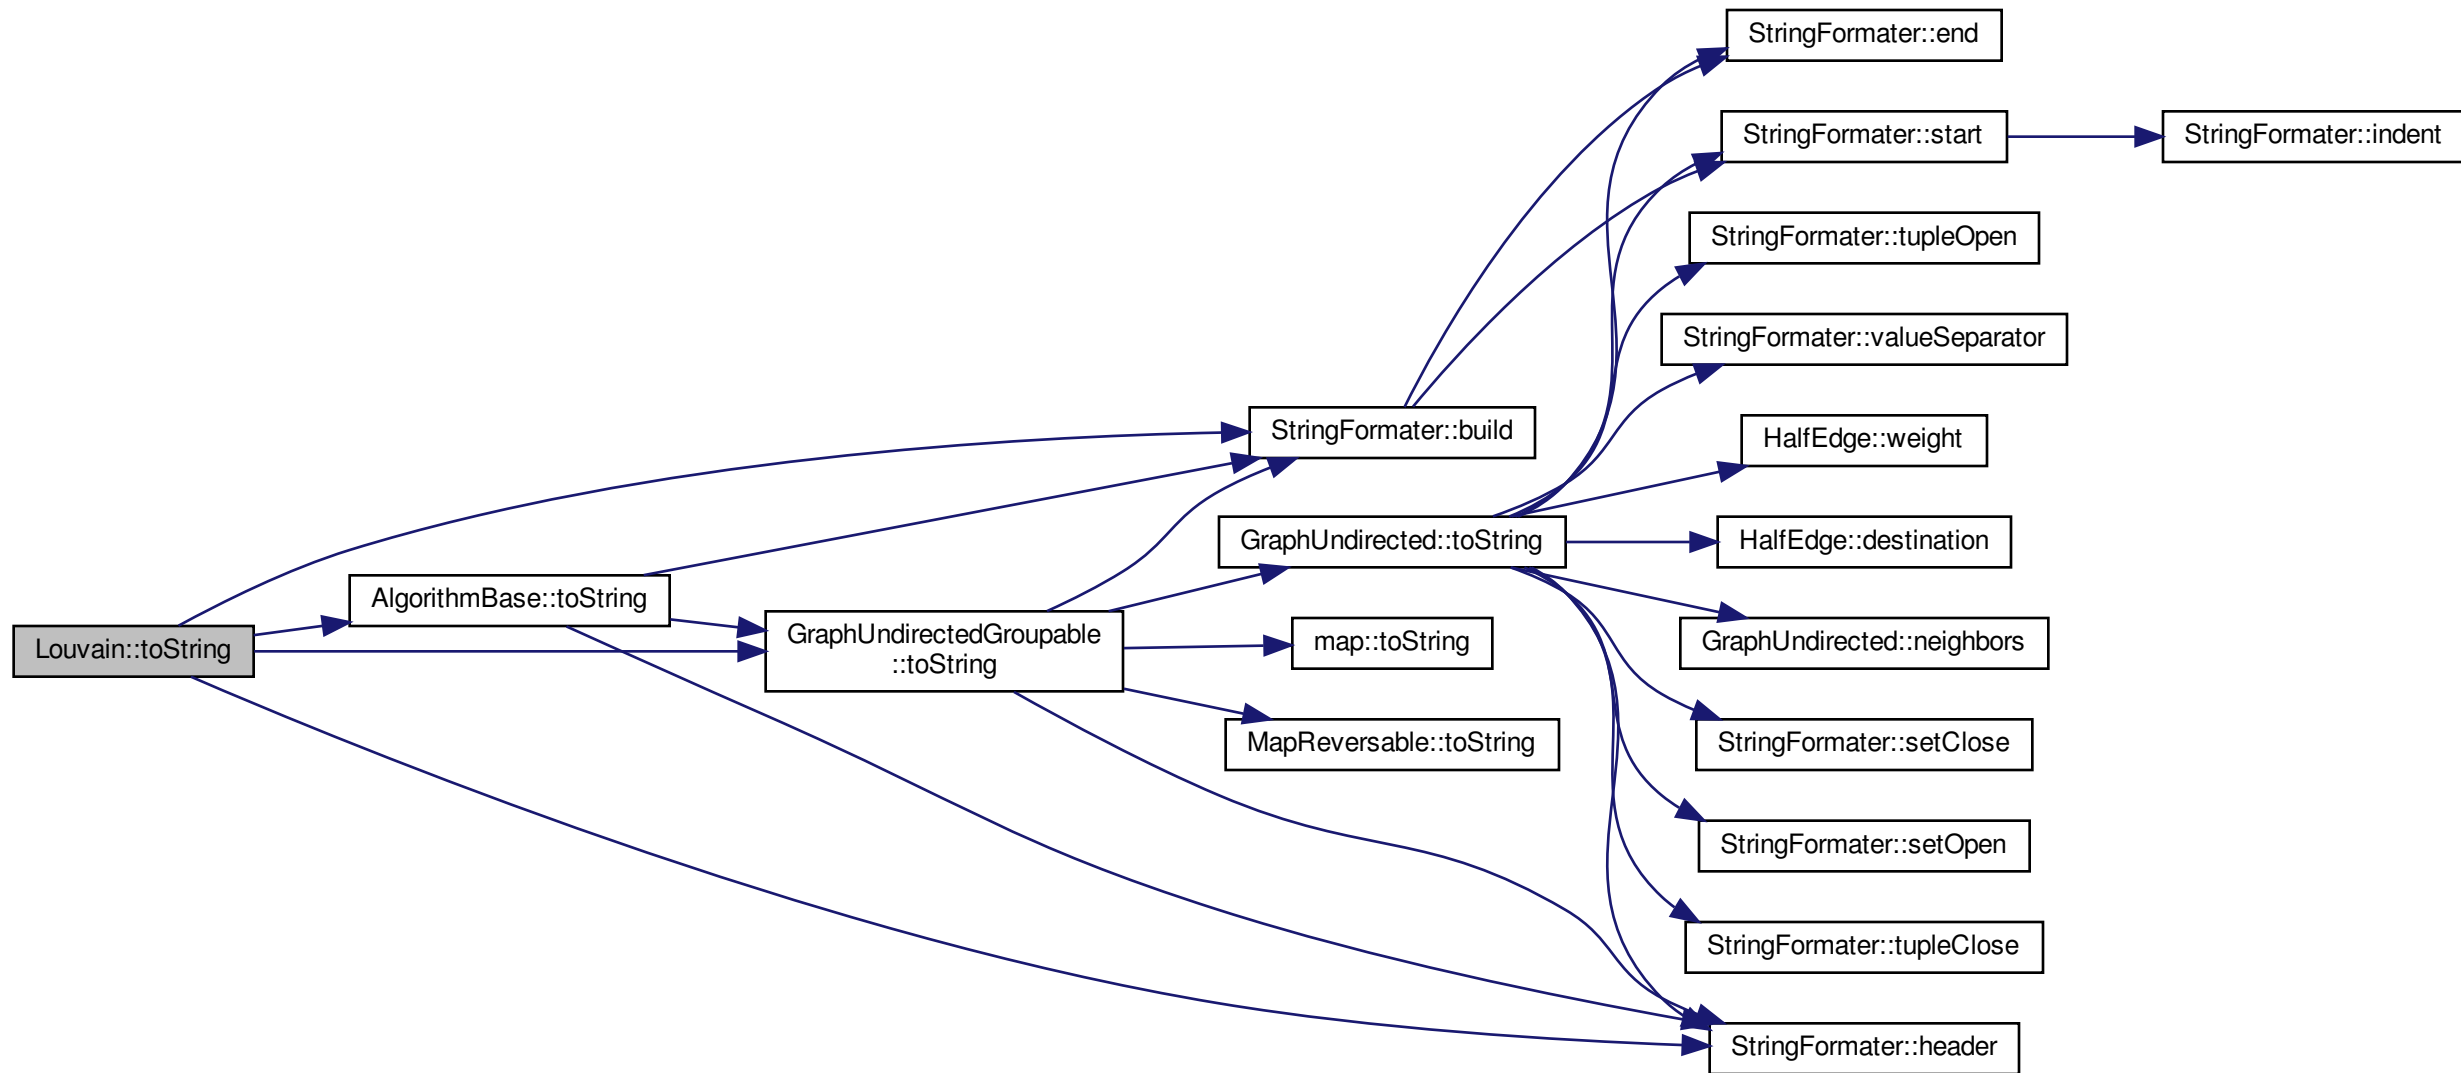 StringFormater::end
StringFormater::start
StringFormater::indent
StringFormater::tupleOpen
StringFormater::valueSeparator
StringFormater::build
HalfEdge::weight
GraphUndirected::toString
HalfEdge::destination
AlgorithmBase::toString
Louvain::toString
GraphUndirectedGroupable
::toString
map::toString
GraphUndirected::neighbors
MapReversable::toString
StringFormater::setClose
StringFormater::setOpen
StringFormater::tupleClose
StringFormater::header